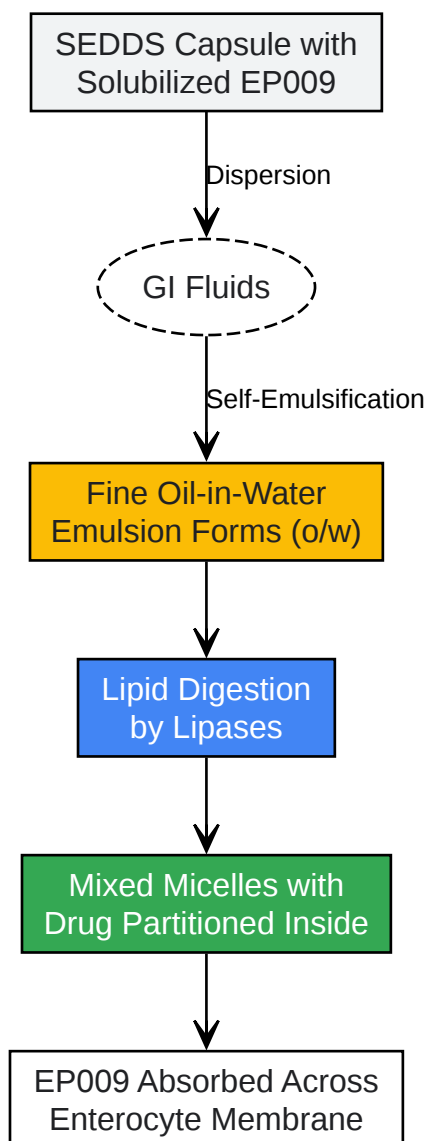 SEDDS Capsule with
Solubilized EP009
Dispersion
GI Fluids
Self-Emulsification
Fine Oil-in-Water
Emulsion Forms (o/w)
Lipid Digestion
by Lipases
Mixed Micelles with
Drug Partitioned Inside
EP009 Absorbed Across
Enterocyte Membrane